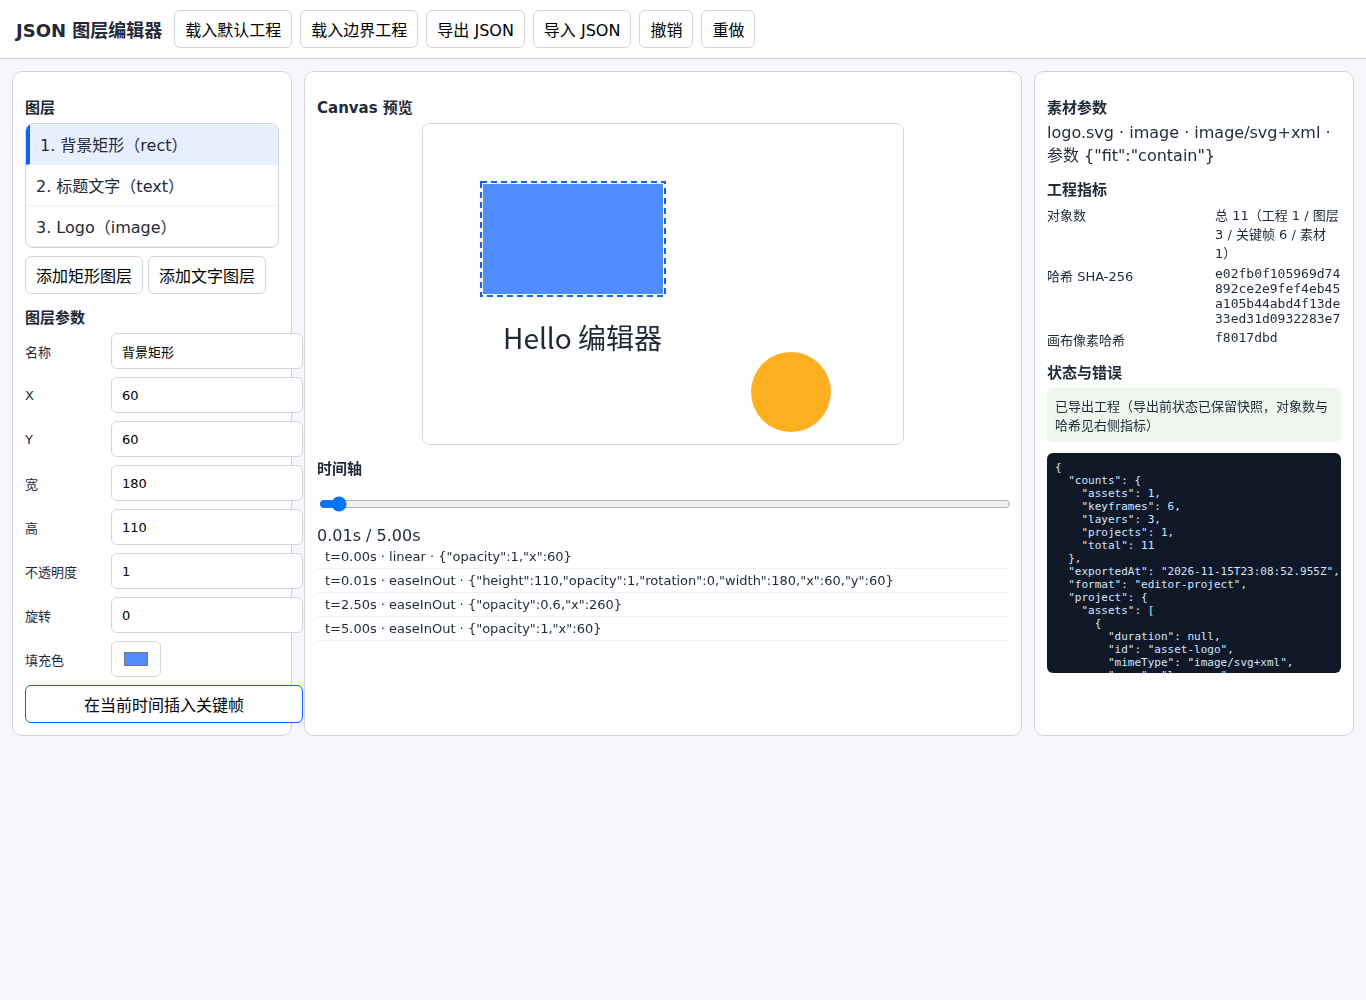 JSON 图层编辑器
载入默认工程
载入边界工程
导出 JSON
导入 JSON
撤销
重做
图层
1. 背景矩形（rect）
2. 标题文字（text）
3. Logo（image）
添加矩形图层
添加文字图层
图层参数
名称
背景矩形
X
60
Y
60
宽
180
高
110
不透明度
1
旋转
0
填充色
在当前时间插入关键帧
Canvas 预览
Hello 编辑器
时间轴
0.01s / 5.00s
t=0.00s · linear · {"opacity":1,"x":60}
t=0.01s · easeInOut · {"height":110,"opacity":1,"rotation":0,"width":180,"x":60,"y":60}
t=2.50s · easeInOut · {"opacity":0.6,"x":260}
t=5.00s · easeInOut · {"opacity":1,"x":60}
素材参数
logo.svg · image · image/svg+xml ·
参数 {"fit":"contain"}
工程指标
对象数
总 11（工程 1 / 图层
3 / 关键帧 6 / 素材
1）
哈希 SHA-256
e02fb0f105969d74
892ce2e9fef4eb45
a105b44abd4f13de
33ed31d0932283e7
画布像素哈希
f8017dbd
状态与错误
已导出工程（导出前状态已保留快照，对象数与
哈希见右侧指标）
{
"counts": {
"assets": 1,
"keyframes": 6,
"layers": 3,
"projects": 1,
"total": 11
},
"exportedAt": "2026-11-15T23:08:52.955Z",
"format": "editor-project",
"project": {
"assets": [
{
"duration": null,
"id": "asset-logo",
"mimeType": "image/svg+xml",